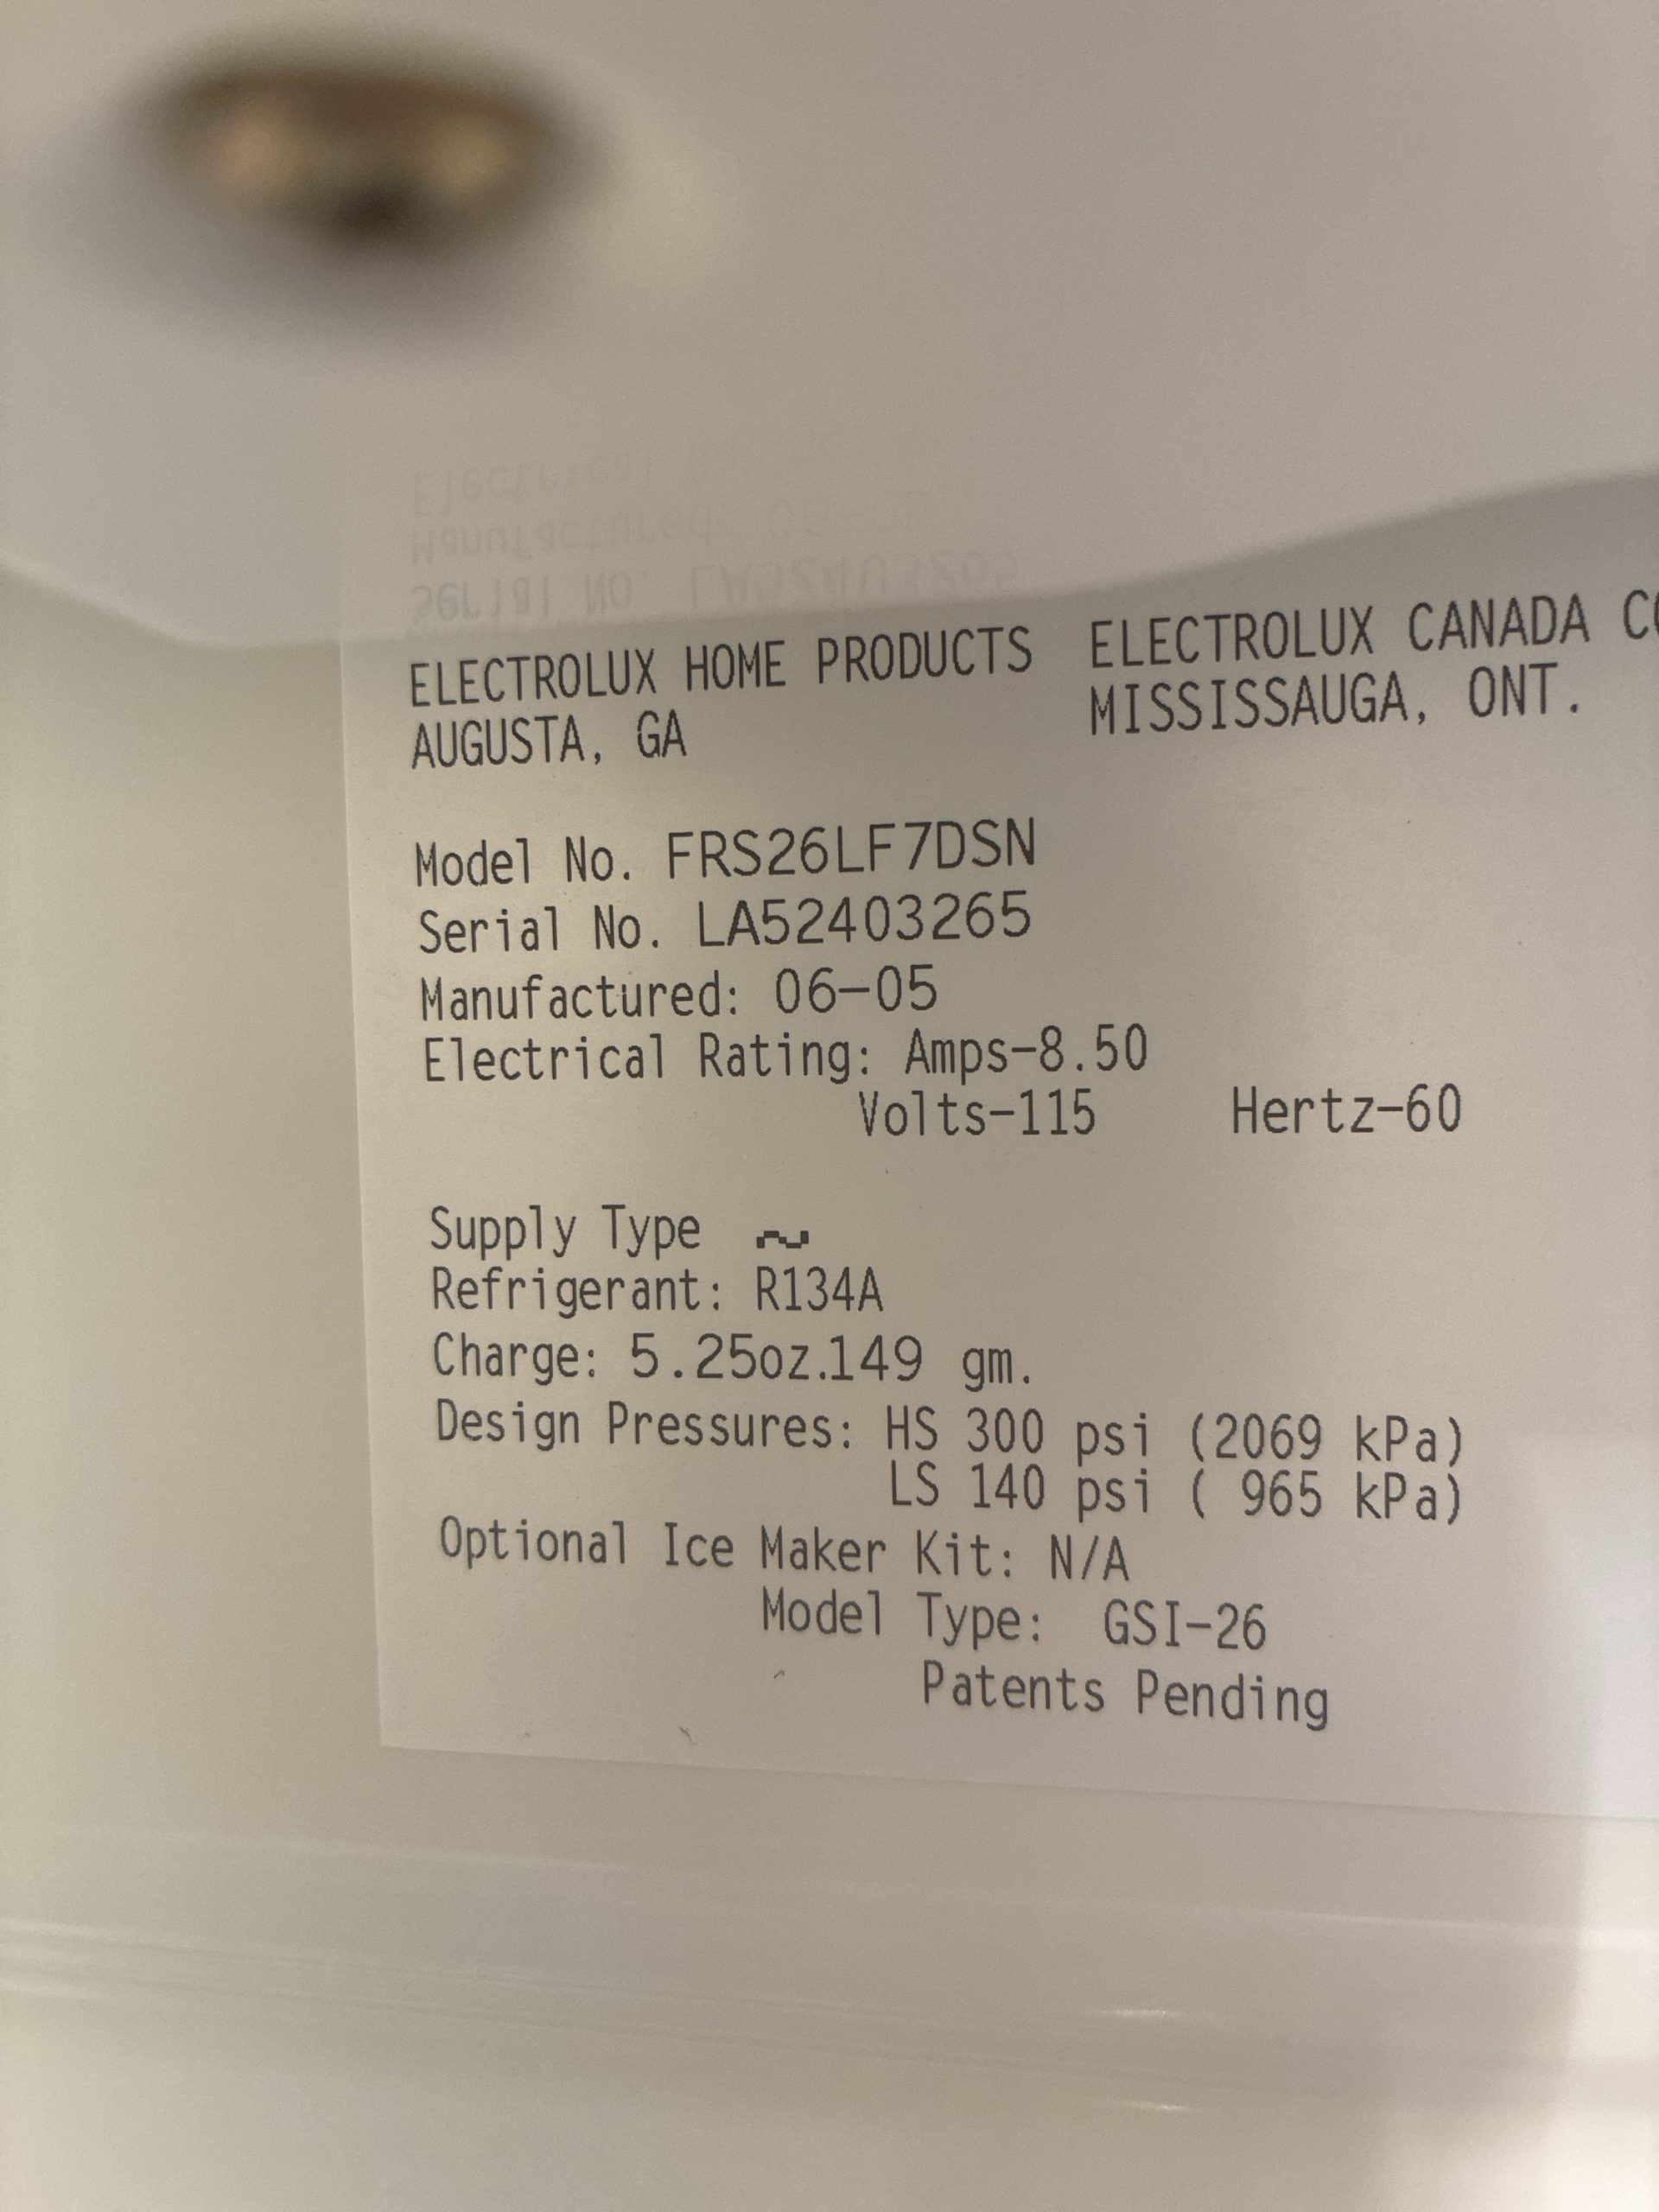 ELECTROLUX HOME PRODUCTS ELECTROLUX CANADA
AUGUSTA, GA MISSISSAUGA, ONT.
Model No. FRS26LF7DSN
Serial No. LA52403265
Manufactured: 06-05
Electrical Rating: Amps-8.50
Volts-115 Hertz-60
Supply Type ~
Refrigerant: R134A
Charge: 5.25oz.149 gm.
Design Pressures: HS 300 psi (2069 kPa)
LS 140 psi ( 965 kPa)
Optional Ice Maker Kit: N/A
Model Type: GSI-26
Patents Pending